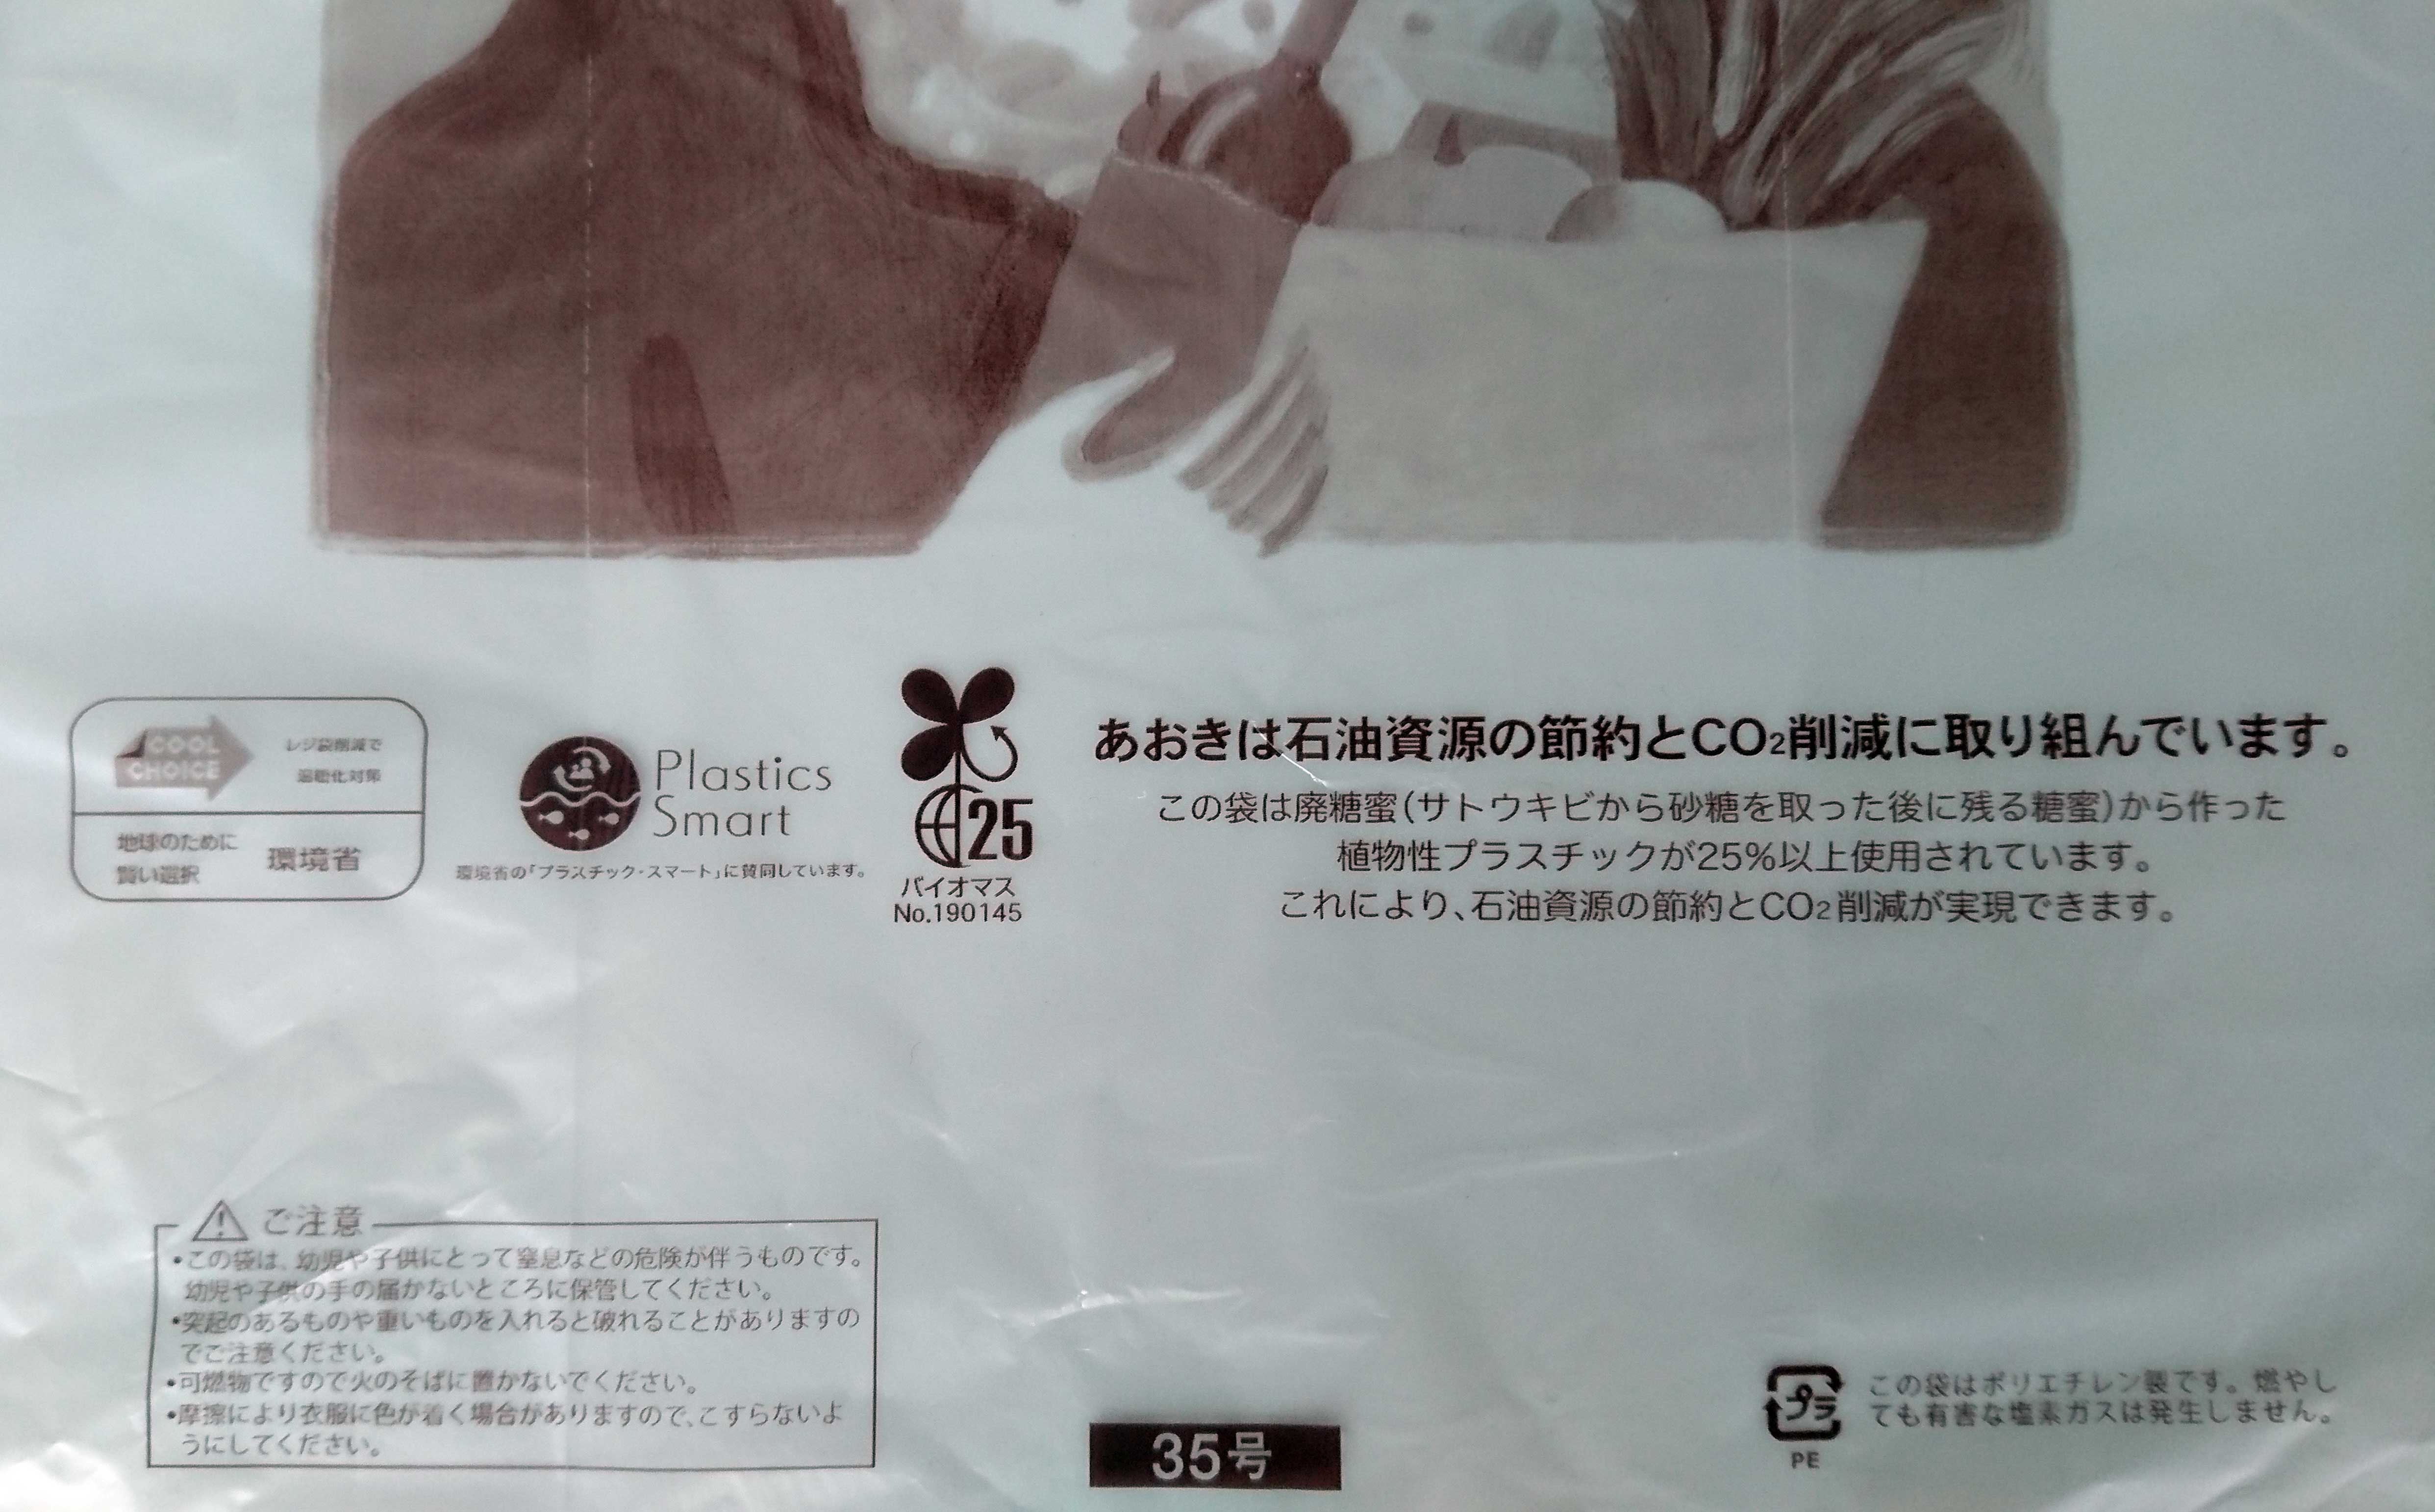 COOL
CHOICE
レジ袋削減で
温暖化対策
地球のために
賢い選択
環境省
Plastics
Smart
環境省の「プラスチック・スマート」に賛同しています。
25
バイオマス
No.190145
あおきは石油資源の節約とCO₂削減に取り組んでいます。
この袋は廃糖蜜(サトウキビから砂糖を取った後に残る糖蜜)から作った
植物性プラスチックが25%以上使用されています。
これにより、石油資源の節約とCO₂削減が実現できます。
ご注意
•この袋は、幼児や子供にとって窒息などの危険が伴うものです。
幼児や子供の手の届かないところに保管してください。
•突起のあるものや重いものを入れると破れることがありますの
でご注意ください。
•可燃物ですので火のそばに置かないでください。
•摩擦により衣服に色が着く場合がありますので、こすらないよ
うにしてください。
35号
プラ
PE
この袋はポリエチレン製です。燃やし
ても有害な塩素ガスは発生しません。